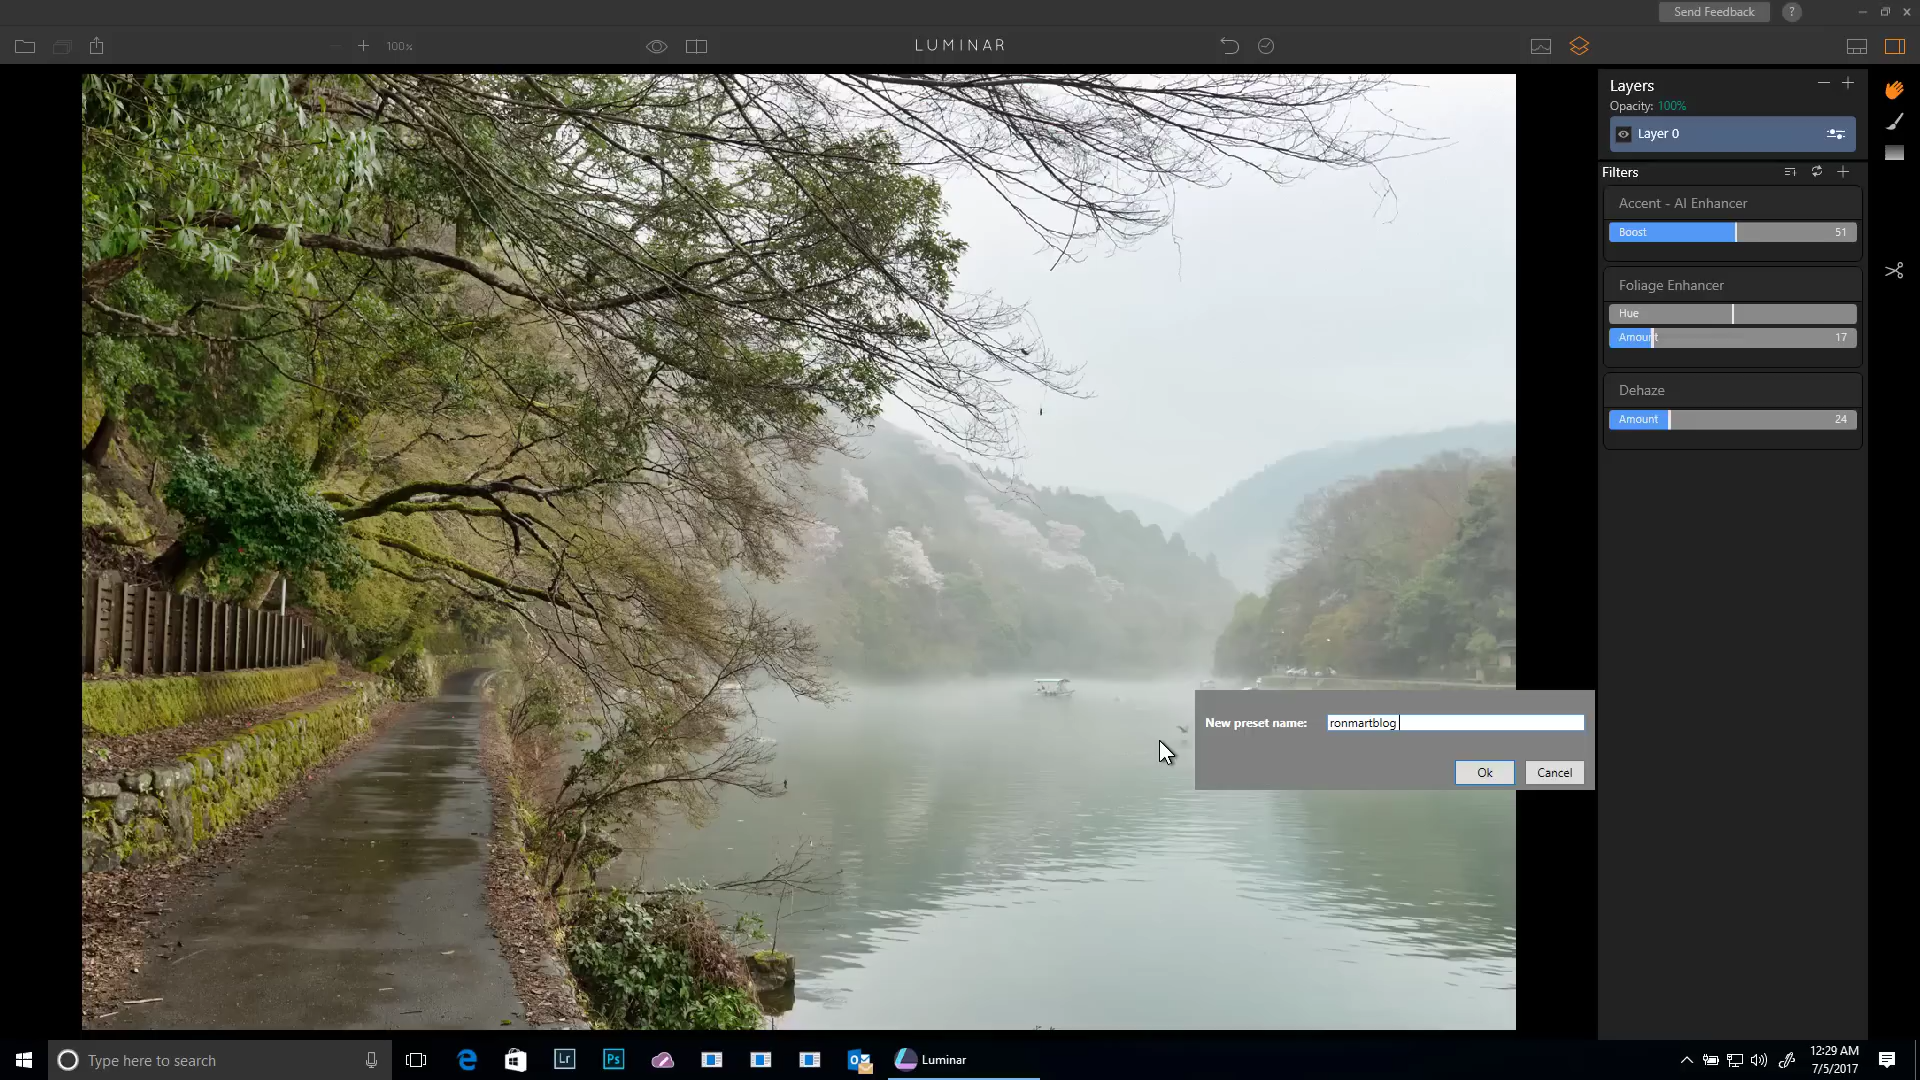 Send Feedback ?
100%
LUMINAR
Layers
Opacity: 100%
Layer 0
Filters
Accent - AI Enhancer
Boost 51
Foliage Enhancer
Hue
Amount 17
Dehaze
Amount 24
New preset name: ronmartblog
Ok Cancel
Type here to search
Lr
Ps
Luminar
12:29 AM
7/5/2017